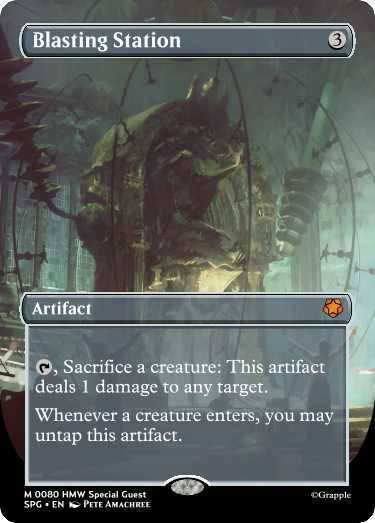 Blasting Station
3
Artifact
, Sacrifice a creature: This artifact
deals 1 damage to any target.
Whenever a creature enters, you may
untap this artifact.
M 0080 HMW Special Guest
SPG • EN Pete Amachree
©Grapple